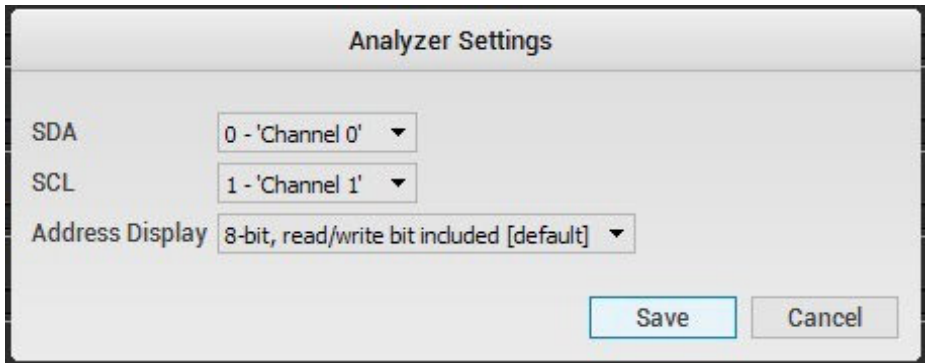 Analyzer Settings
SDA 0 - 'Channel 0'
SCL 1 - 'Channel 1'
Address Display 8-bit, read/write bit included [default]
Save Cancel